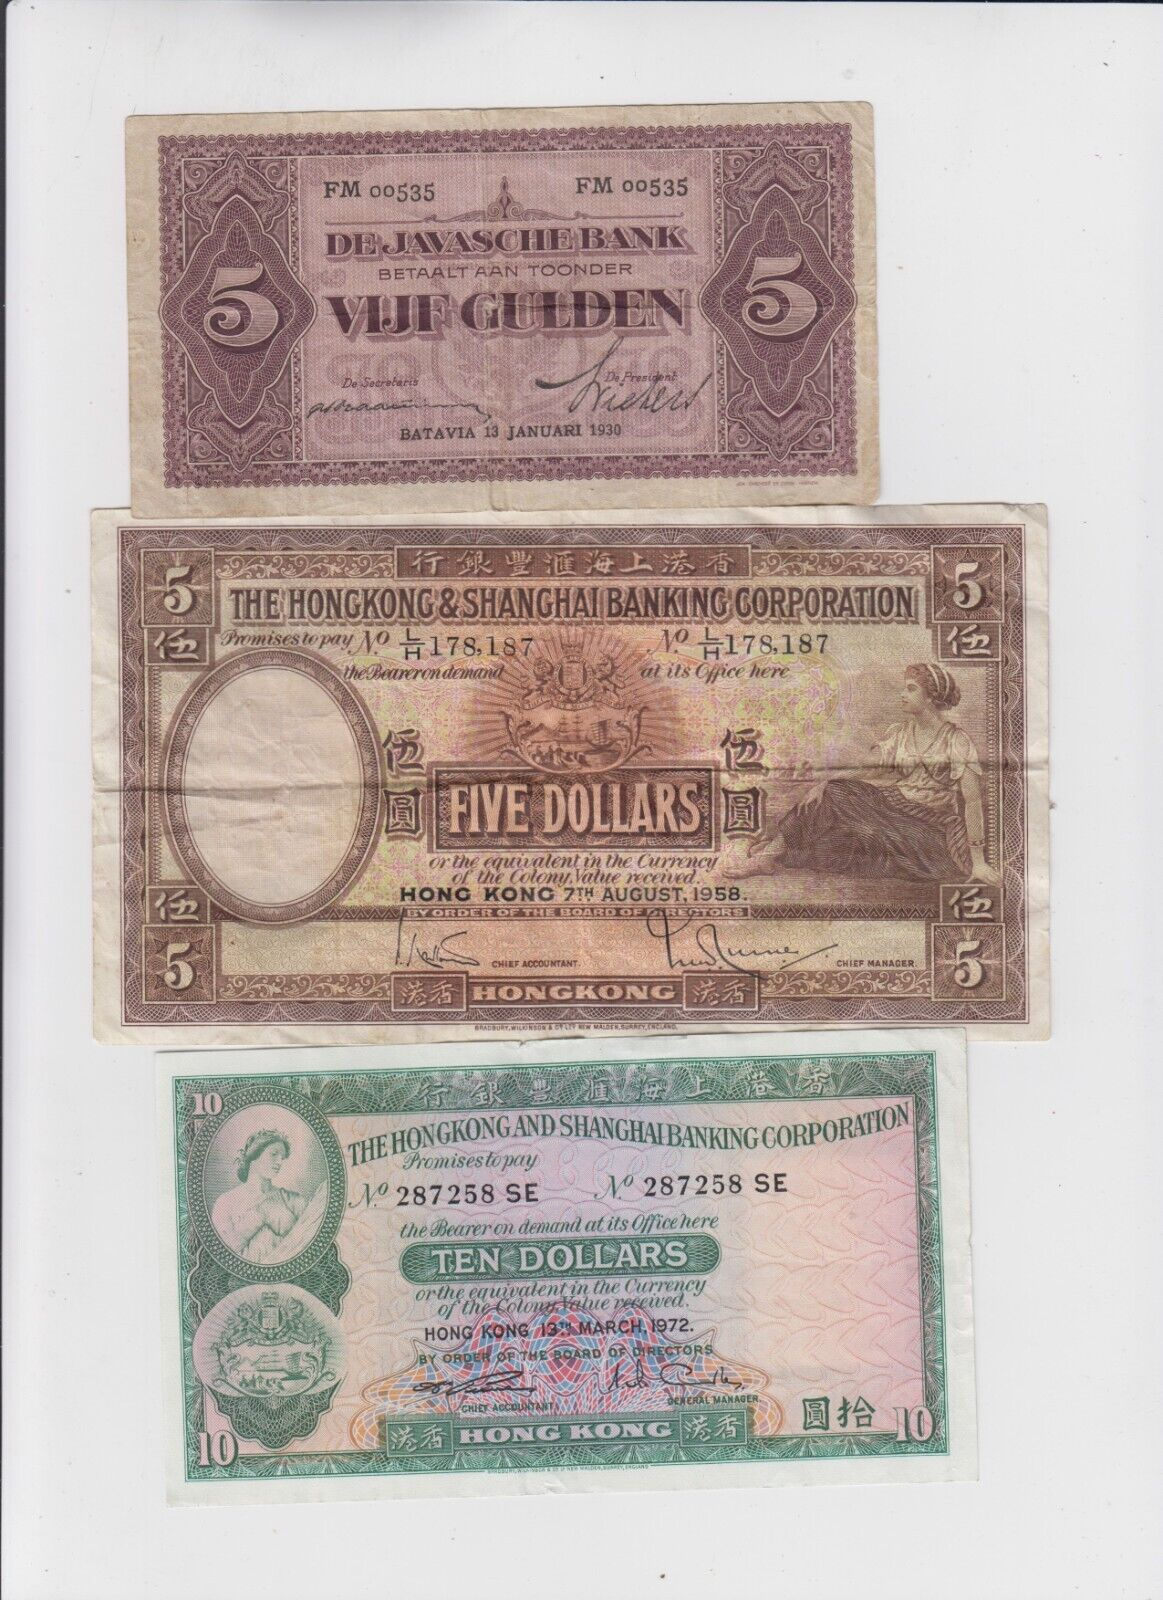 FM 00535 FM 00535
5 5
DE JAVASCHE BANK
BETAALT AAN TOONDER
VIJF GULDEN
De Secretaris De President
BATAVIA 13 JANUARI 1930
行銀豐滙海上港香
5 5
THE HONGKONG & SHANGHAI BANKING CORPORATION
伍 伍
Promises to pay No. L/H 178,187 No. L/H 178,187
the Bearer on demand at its Office here
伍圓 伍圓
FIVE DOLLARS
or the equivalent in the Currency
of the Colony, Value received.
HONG KONG 7TH AUGUST, 1958.
伍 伍
BY ORDER OF THE BOARD OF DIRECTORS
CHIEF ACCOUNTANT. CHIEF MANAGER.
5 5
港香 HONGKONG 港香
BRADBURY, WILKINSON & Co. LTD. NEW MALDEN, SURREY, ENGLAND.
行銀豐滙海上港香
10
THE HONGKONG AND SHANGHAI BANKING CORPORATION
Promises to pay
No 287258 SE No 287258 SE
the Bearer on demand at its Office here
TEN DOLLARS
or the equivalent in the Currency
of the Colony, Value received.
HONG KONG 13TH MARCH, 1972.
BY ORDER OF THE BOARD OF DIRECTORS
CHIEF ACCOUNTANT GENERAL MANAGER
圓拾
10 港香 HONG KONG 港香 10
BRADBURY, WILKINSON & Co. LD. NEW MALDEN, SURREY, ENGLAND